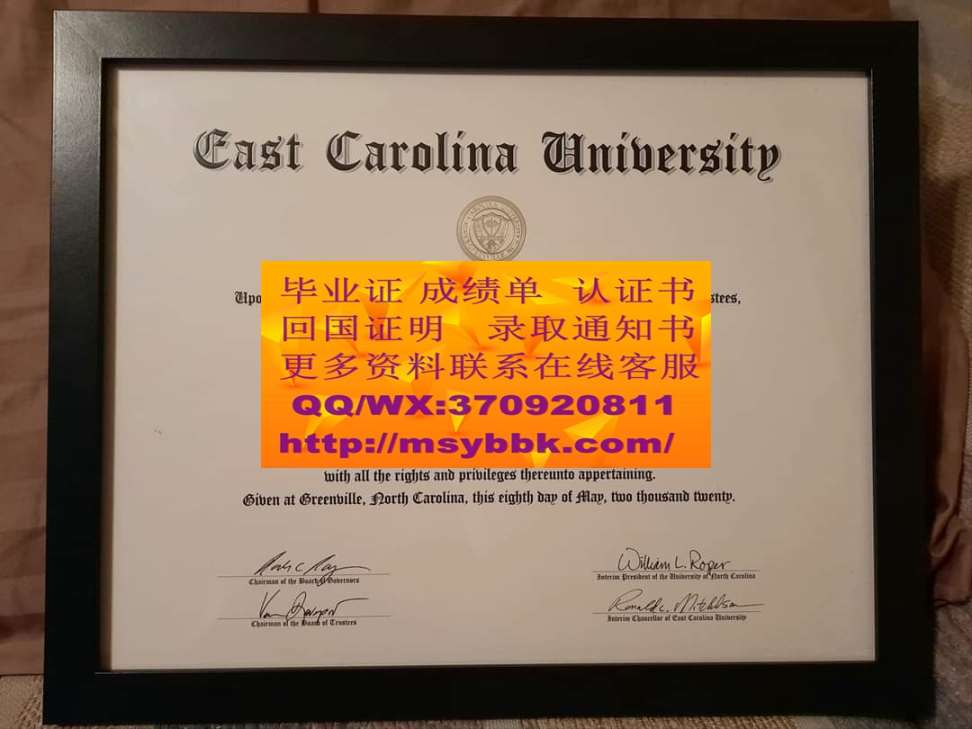 East Carolina University
毕业证 成绩单 认证书
回国证明 录取通知书
更多资料联系在线客服
QQ/WX:370920811
http://msybbk.com/
with all the rights and privileges thereunto appertaining.
Given at Greenville, North Carolina, this eighth day of May, two thousand twenty.
William L. Roper
Chairman of the Board of Governors
Interim President of the University of North Carolina
Ronald c. Mitchelson
Chairman of the Board of Trustees
Interim Chancellor of East Carolina University